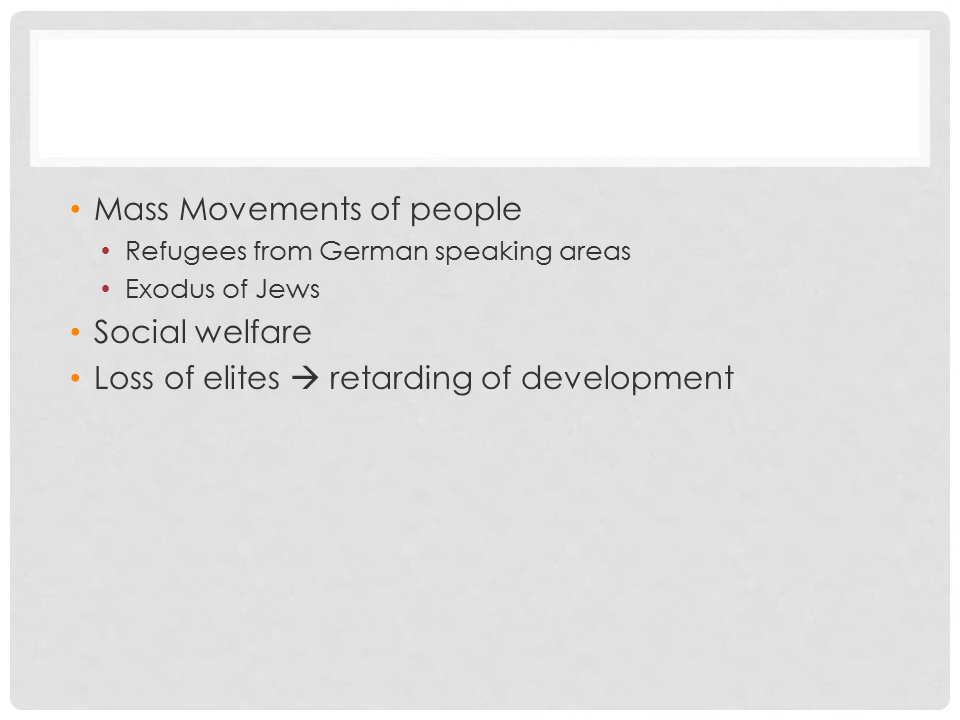 • Mass Movements of people
• Refugees from German speaking areas
• Exodus of Jews
• Social welfare
• Loss of elites → retarding of development